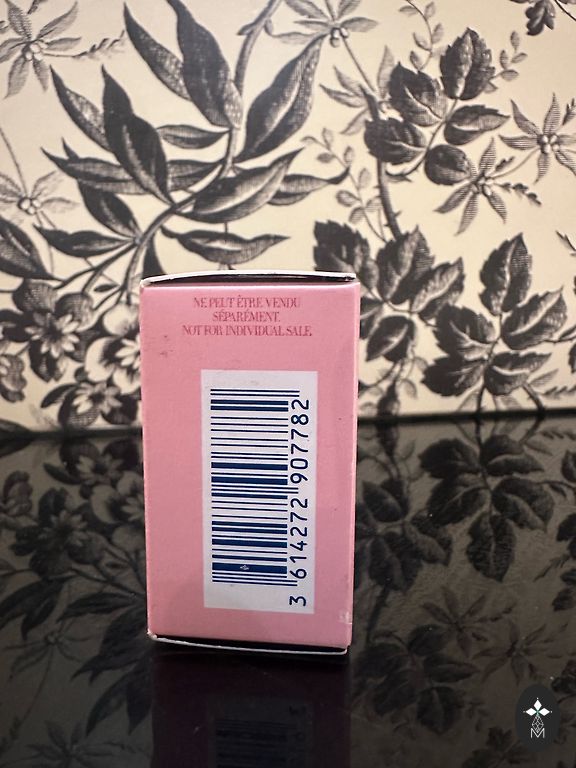 NE PEUT ÊTRE VENDU
SÉPARÉMENT.
NOT FOR INDIVIDUAL SALE.
3 614272 907782